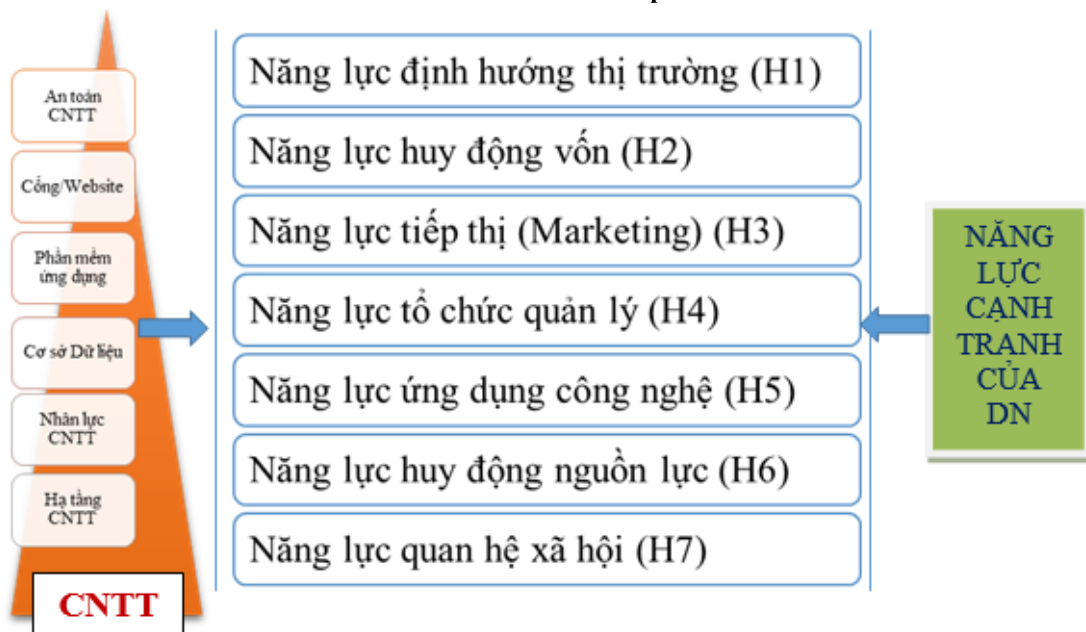 An toàn
CNTT
Cổng/Website
Phần mềm
ứng dụng
Cơ sở Dữ liệu
Nhân lực
CNTT
Hạ tầng
CNTT
CNTT
Năng lực định hướng thị trường (H1)
Năng lực huy động vốn (H2)
Năng lực tiếp thị (Marketing) (H3)
Năng lực tổ chức quản lý (H4)
Năng lực ứng dụng công nghệ (H5)
Năng lực huy động nguồn lực (H6)
Năng lực quan hệ xã hội (H7)
NĂNG
LỰC
CẠNH
TRANH
CỦA
DN